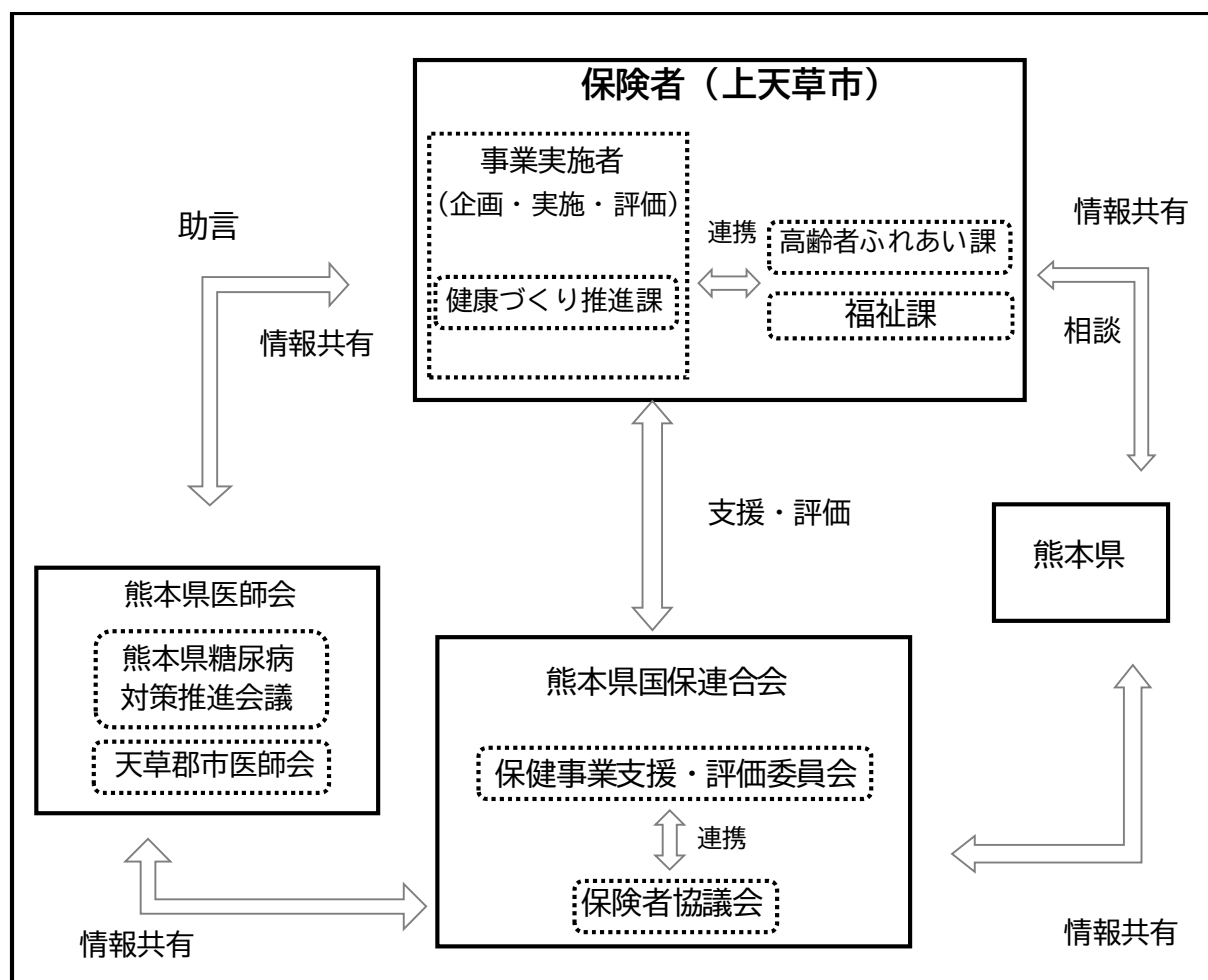 保険者（上天草市）
事業実施者
（企画・実施・評価）
健康づくり推進課
連携
高齢者ふれあい課
福祉課
助言
情報共有
情報共有
相談
支援・評価
熊本県
熊本県医師会
熊本県糖尿病
対策推進会議
天草郡市医師会
熊本県国保連合会
保健事業支援・評価委員会
連携
保険者協議会
情報共有
情報共有